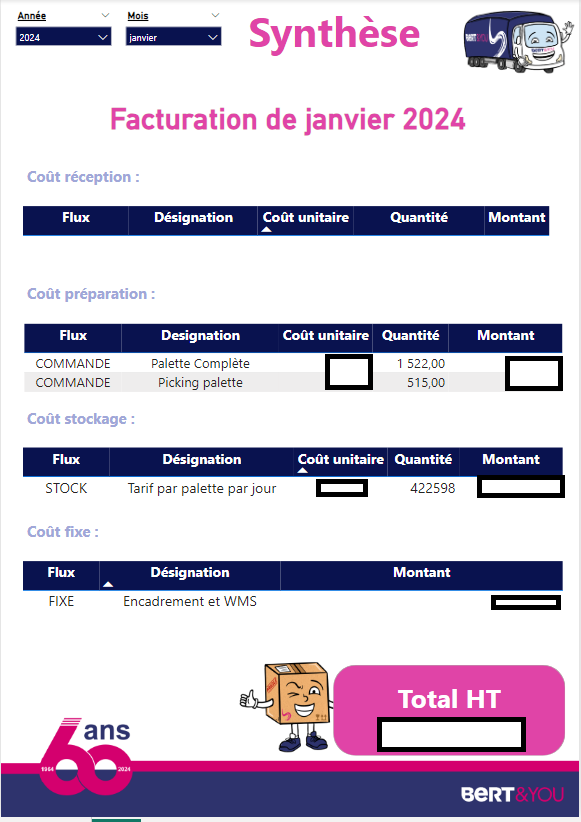 Année
Mois
2024
janvier
Synthèse
BERT&YOU
Facturation de janvier 2024
Coût réception :
Flux Désignation Coût unitaire Quantité Montant
Coût préparation :
Flux Designation Coût unitaire Quantité Montant
COMMANDE Palette Complète 1 522,00
COMMANDE Picking palette 515,00
Coût stockage :
Flux Désignation Coût unitaire Quantité Montant
STOCK Tarif par palette par jour 422598
Coût fixe :
Flux Désignation Montant
FIXE Encadrement et WMS
Total HT
60 ans
1964 2024
BERT&YOU